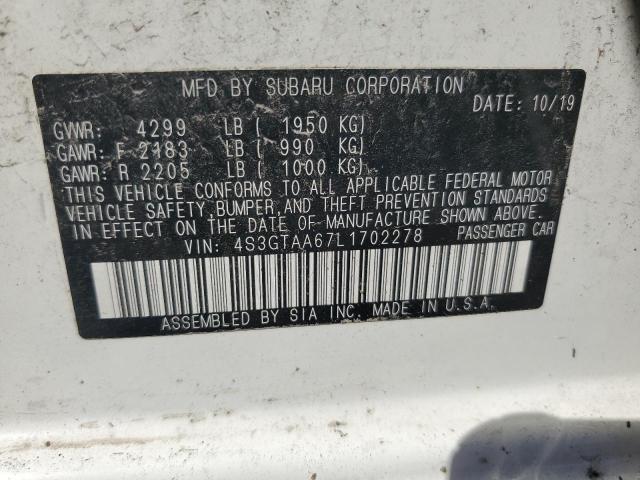 MFD BY SUBARU CORPORATION
DATE: 10/19
GVWR: 4299 LB ( 1950 KG)
GAWR: F 2183 LB ( 990 KG)
GAWR: R 2205 LB ( 1000 KG)
THIS VEHICLE CONFORMS TO ALL APPLICABLE FEDERAL MOTOR
VEHICLE SAFETY, BUMPER, AND THEFT PREVENTION STANDARDS
IN EFFECT ON THE DATE OF MANUFACTURE SHOWN ABOVE.
VIN: 4S3GTAA67L1702278 PASSENGER CAR
ASSEMBLED BY SIA INC. MADE IN U.S.A.